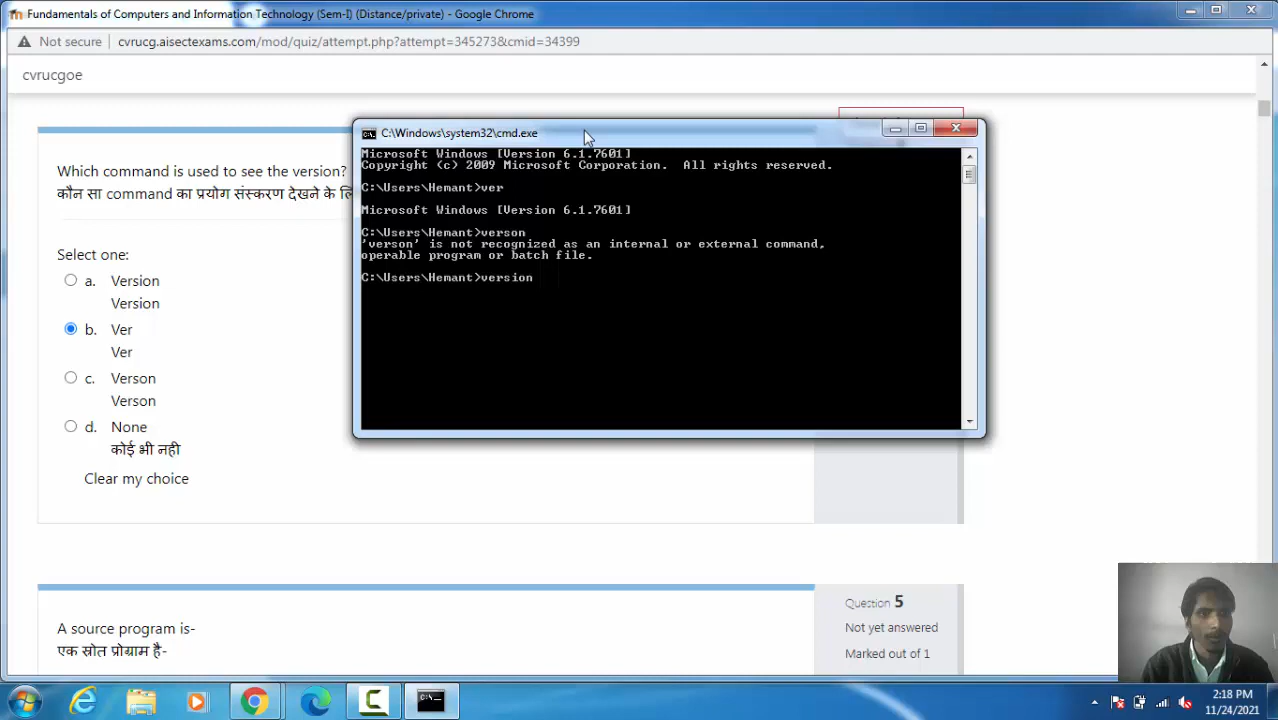 Fundamentals of Computers and Information Technology (Sem-I) (Distance/private) - Google Chrome
Not secure
cvrucg.aisectexams.com/mod/quiz/attempt.php?attempt=345273&cmid=34399
cvrucgoe
Which command is used to see the version?
कौन सा command का प्रयोग संस्करण देखने के लि
Select one:
a. Version
Version
b. Ver
Ver
c. Verson
Verson
d. None
कोई भी नही
Clear my choice
C:\Windows\system32\cmd.exe
Microsoft Windows [Version 6.1.7601]
Copyright (c) 2009 Microsoft Corporation. All rights reserved.
C:\Users\Hemant>ver
Microsoft Windows [Version 6.1.7601]
C:\Users\Hemant>verson
'verson' is not recognized as an internal or external command,
operable program or batch file.
C:\Users\Hemant>version
A source program is-
एक स्रोत प्रोग्राम है-
Question 5
Not yet answered
Marked out of 1
2:18 PM
11/24/2021